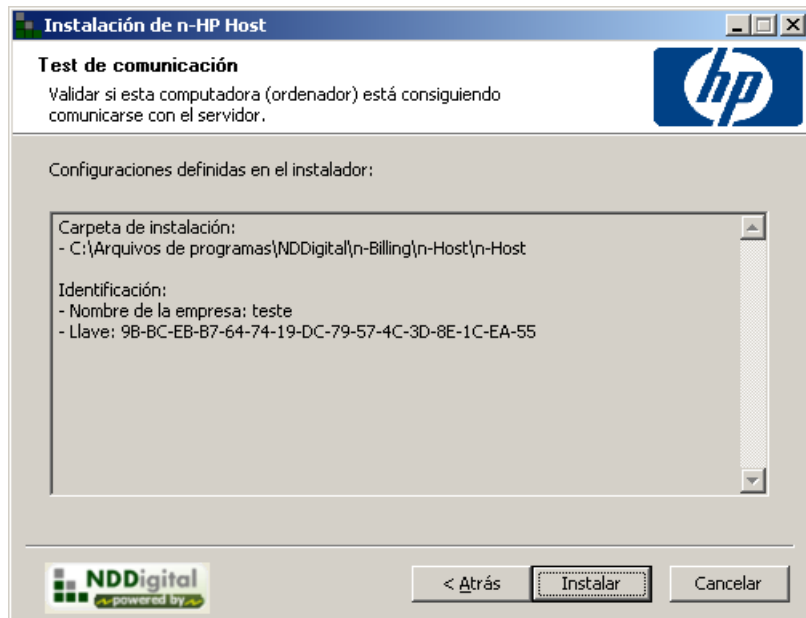 Instalación de n-HP Host
Test de comunicación
Validar si esta computadora (ordenador) está consiguiendo
comunicarse con el servidor.
hp
Configuraciones definidas en el instalador:
Carpeta de instalación:
- C:\Arquivos de programas\NDDigital\n-Billing\n-Host\n-Host
Identificación:
- Nombre de la empresa: teste
- Llave: 9B-BC-EB-B7-64-74-19-DC-79-57-4C-3D-8E-1C-EA-55
NDDigital
powered by
< Atrás
Instalar
Cancelar